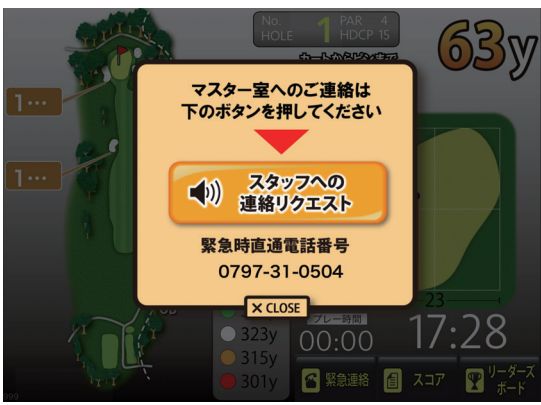 No.
HOLE 1 PAR 4
HDCP 15
カートからピンまで
63y
1…
1…
マスター室へのご連絡は
下のボタンを押してください
スタッフへの
連絡リクエスト
緊急時直通電話番号
0797-31-0504
× CLOSE
23
323y
315y
301y
プレー時間
00:00
17:28
緊急連絡
スコア
リーダーズ
ボード
099